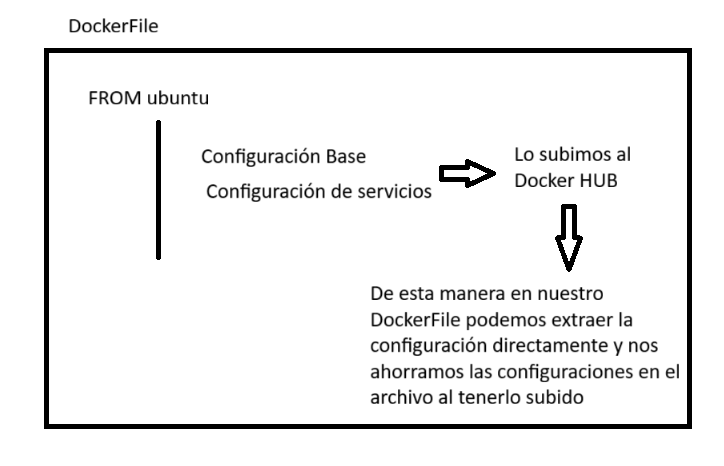 DockerFile
FROM ubuntu
Configuración Base
Configuración de servicios
Lo subimos al
Docker HUB
De esta manera en nuestro
DockerFile podemos extraer la
configuración directamente y nos
ahorramos las configuraciones en el
archivo al tenerlo subido